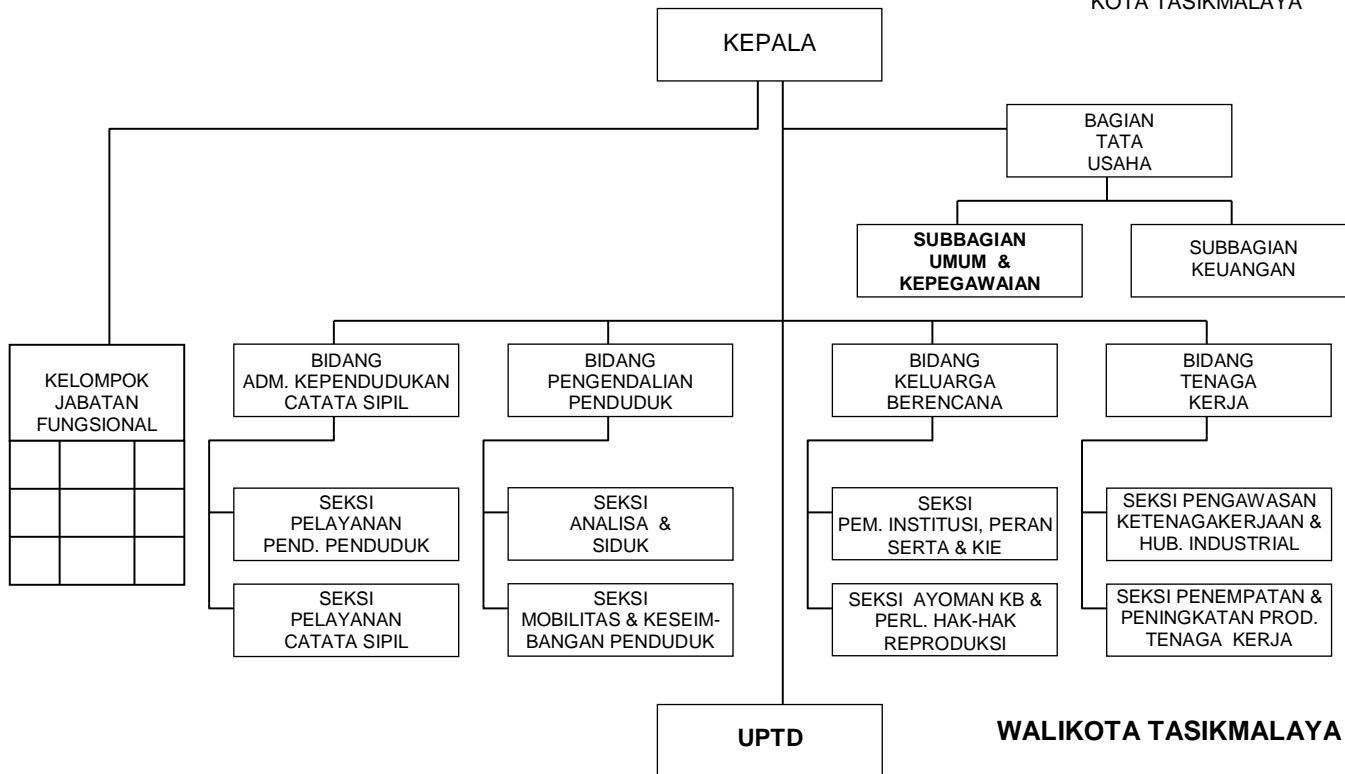 KOTA TASIKMALAYA
KEPALA
BAGIAN
TATA
USAHA
SUBBAGIAN
UMUM &
KEPEGAWAIAN
SUBBAGIAN
KEUANGAN
KELOMPOK
JABATAN
FUNGSIONAL
BIDANG
ADM. KEPENDUDUKAN
CATATA SIPIL
BIDANG
PENGENDALIAN
PENDUDUK
BIDANG
KELUARGA
BERENCANA
BIDANG
TENAGA
KERJA
SEKSI
PELAYANAN
PEND. PENDUDUK
SEKSI
ANALISA &
SIDUK
SEKSI
PEM. INSTITUSI, PERAN
SERTA & KIE
SEKSI PENGAWASAN
KETENAGAKERJAAN &
HUB. INDUSTRIAL
SEKSI
PELAYANAN
CATATA SIPIL
SEKSI
MOBILITAS & KESEIM-
BANGAN PENDUDUK
SEKSI AYOMAN KB &
PERL. HAK-HAK
REPRODUKSI
SEKSI PENEMPATAN &
PENINGKATAN PROD.
TENAGA KERJA
UPTD
WALIKOTA TASIKMALAYA